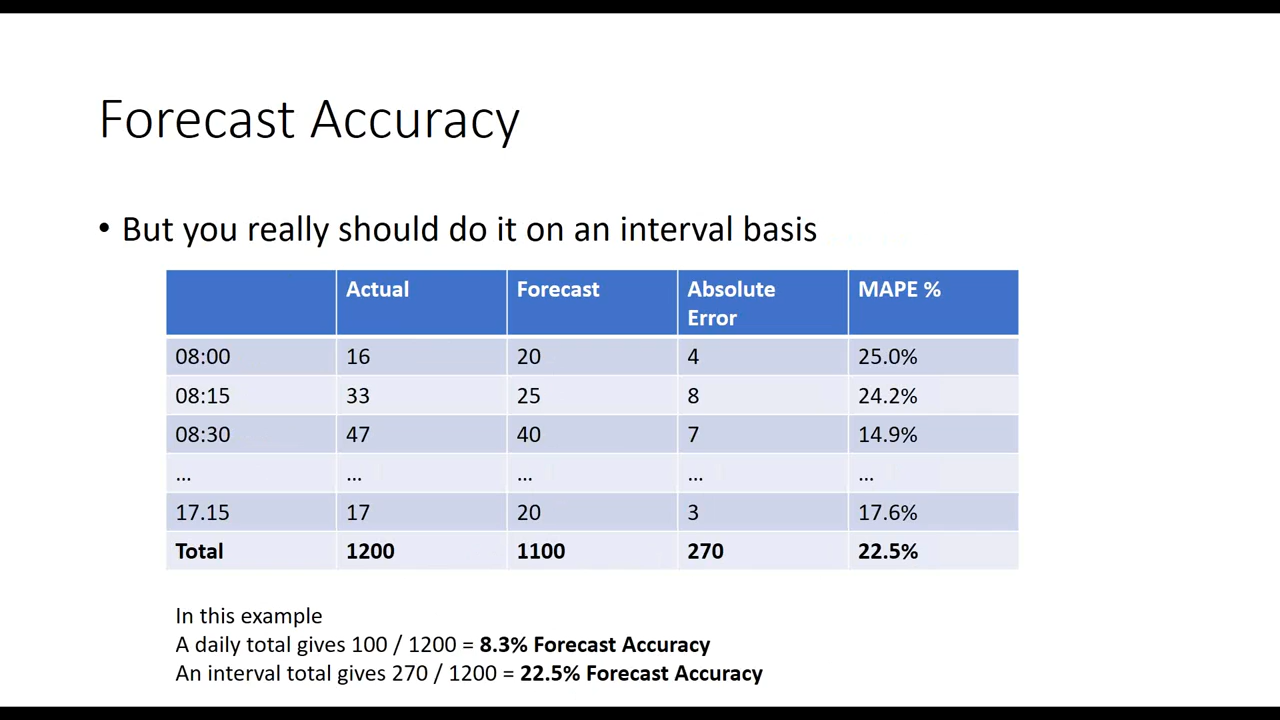 Forecast Accuracy
• But you really should do it on an interval basis
Actual Forecast Absolute Error MAPE %
08:00 16 20 4 25.0%
08:15 33 25 8 24.2%
08:30 47 40 7 14.9%
... ... ... ... ...
17.15 17 20 3 17.6%
Total 1200 1100 270 22.5%
In this example
A daily total gives 100 / 1200 = 8.3% Forecast Accuracy
An interval total gives 270 / 1200 = 22.5% Forecast Accuracy